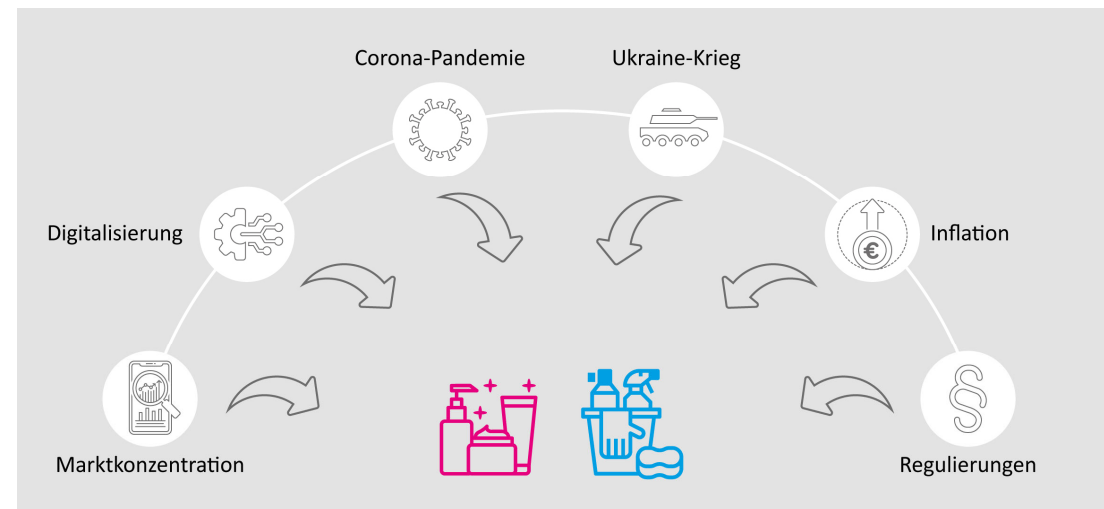 Corona-Pandemie
Ukraine-Krieg
Digitalisierung
Inflation
€
Marktkonzentration
§
Regulierungen